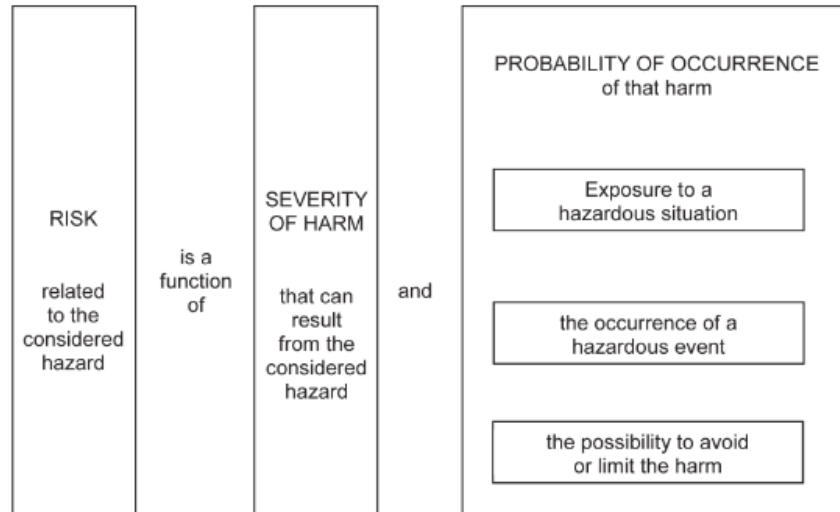 RISK
related
to the
considered
hazard
is a
function
of
SEVERITY
OF HARM
that can
result
from the
considered
hazard
and
PROBABILITY OF OCCURRENCE
of that harm
Exposure to a
hazardous situation
the occurrence of a
hazardous event
the possibility to avoid
or limit the harm